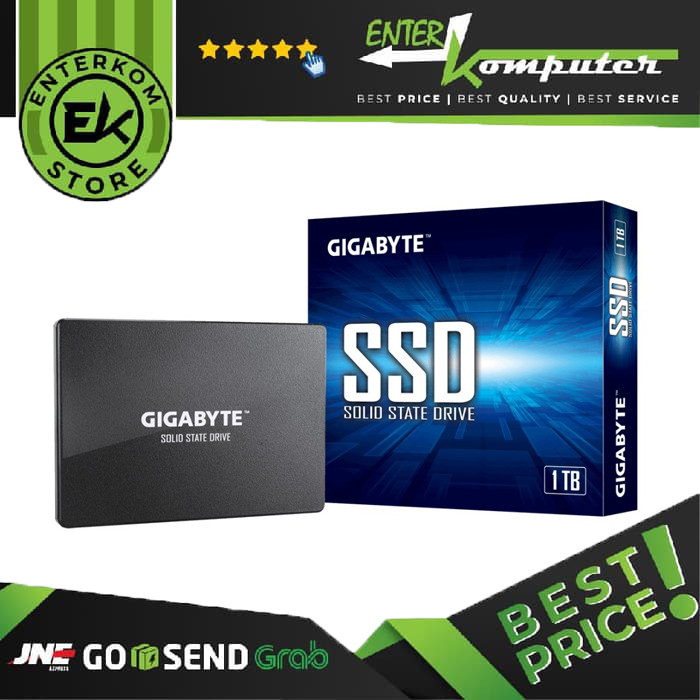 ENTERKOM
EK
STORE
ENTER
Komputer
BEST PRICE | BEST QUALITY | BEST SERVICE
GIGABYTE™
SSD
SOLID STATE DRIVE
1 TB
1 TB
SSD
SOLID STATE DRIVE
GIGABYTE™
GIGABYTE™
SOLID STATE DRIVE
BEST
PRICE!
JNE
EXPRESS
GO SEND
Grab